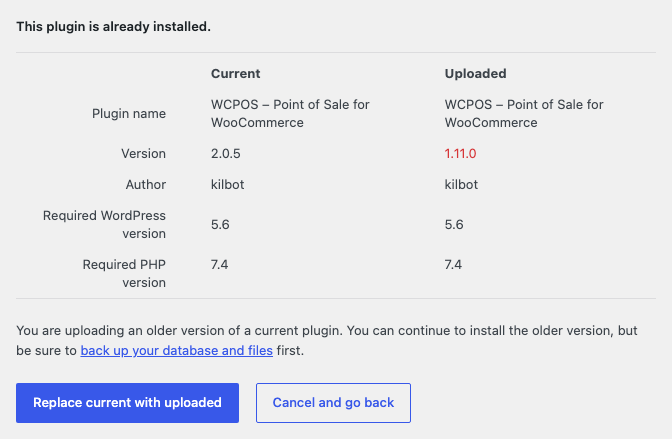 This plugin is already installed.
Current Uploaded
Plugin name WCPOS – Point of Sale for WooCommerce WCPOS – Point of Sale for WooCommerce
Version 2.0.5 1.11.0
Author kilbot kilbot
Required WordPress version 5.6 5.6
Required PHP version 7.4 7.4
You are uploading an older version of a current plugin. You can continue to install the older version, but
be sure to back up your database and files first.
Replace current with uploaded Cancel and go back